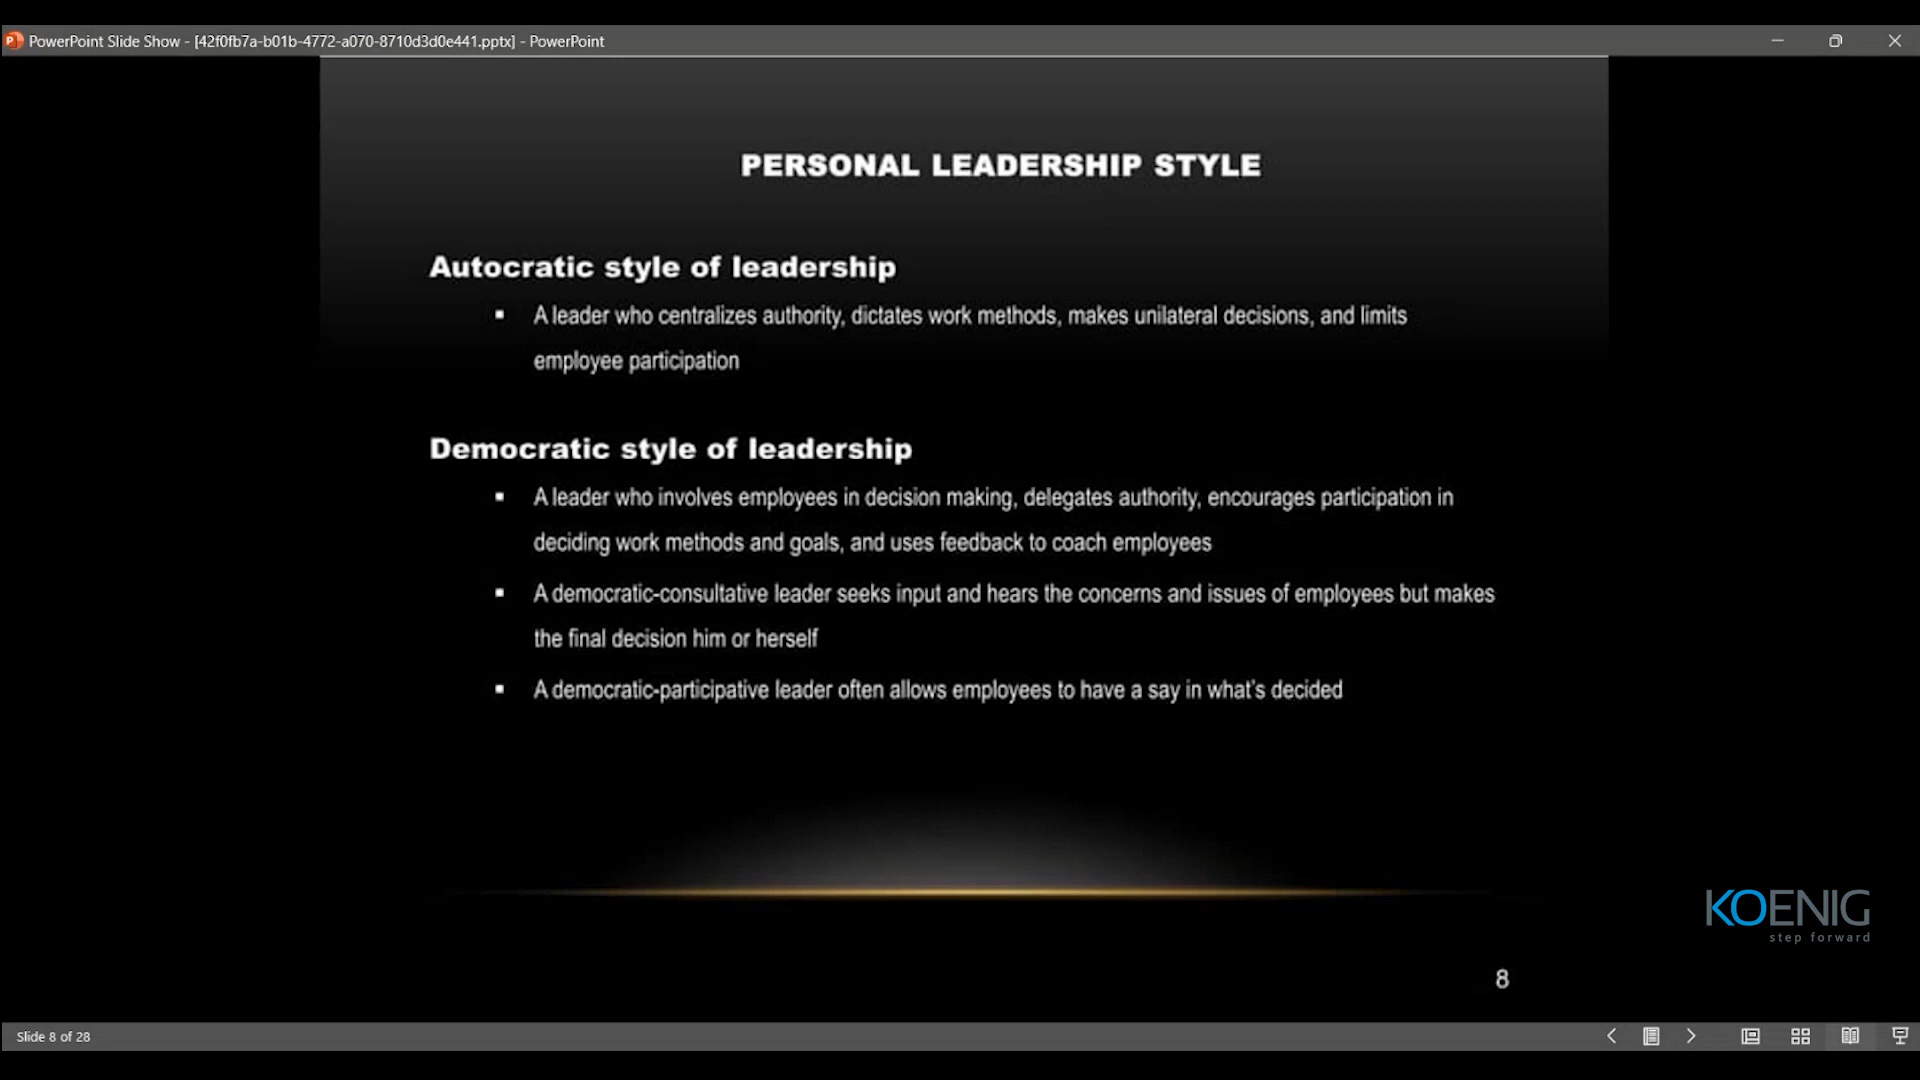 PowerPoint Slide Show - [42f0fb7a-b01b-4772-a070-8710d3d0e441.pptx] - PowerPoint
PERSONAL LEADERSHIP STYLE
Autocratic style of leadership
▪ A leader who centralizes authority, dictates work methods, makes unilateral decisions, and limits
employee participation
Democratic style of leadership
▪ A leader who involves employees in decision making, delegates authority, encourages participation in
deciding work methods and goals, and uses feedback to coach employees
▪ A democratic-consultative leader seeks input and hears the concerns and issues of employees but makes
the final decision him or herself
▪ A democratic-participative leader often allows employees to have a say in what's decided
KOENIG
step forward
8
Slide 8 of 28